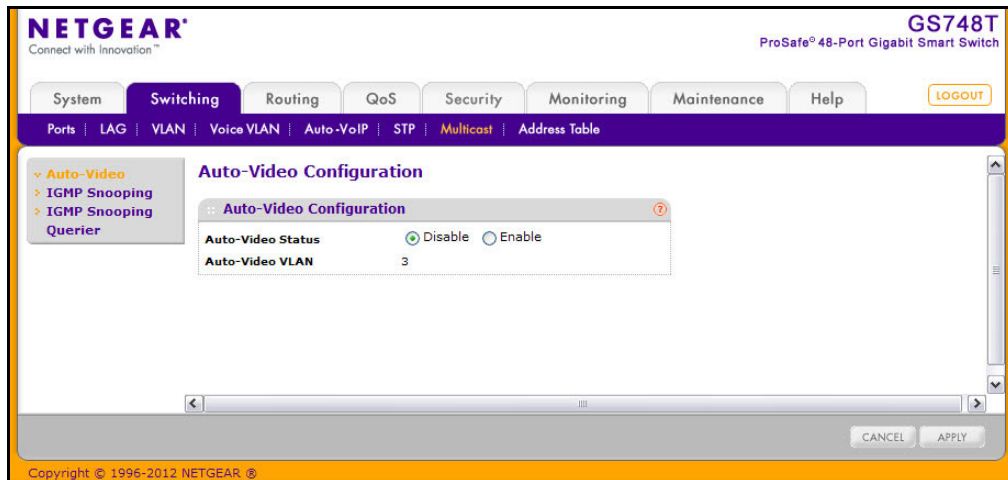 NETGEAR®
Connect with Innovation™
GS748T
ProSafe® 48-Port Gigabit Smart Switch
System Switching Routing QoS Security Monitoring Maintenance Help LOGOUT
Ports | LAG | VLAN | Voice VLAN | Auto-VoIP | STP | Multicast | Address Table
Auto-Video
IGMP Snooping
IGMP Snooping
Querier
Auto-Video Configuration
:: Auto-Video Configuration ?
Auto-Video Status Disable Enable
Auto-Video VLAN 3
CANCEL APPLY
Copyright © 1996-2012 NETGEAR ®